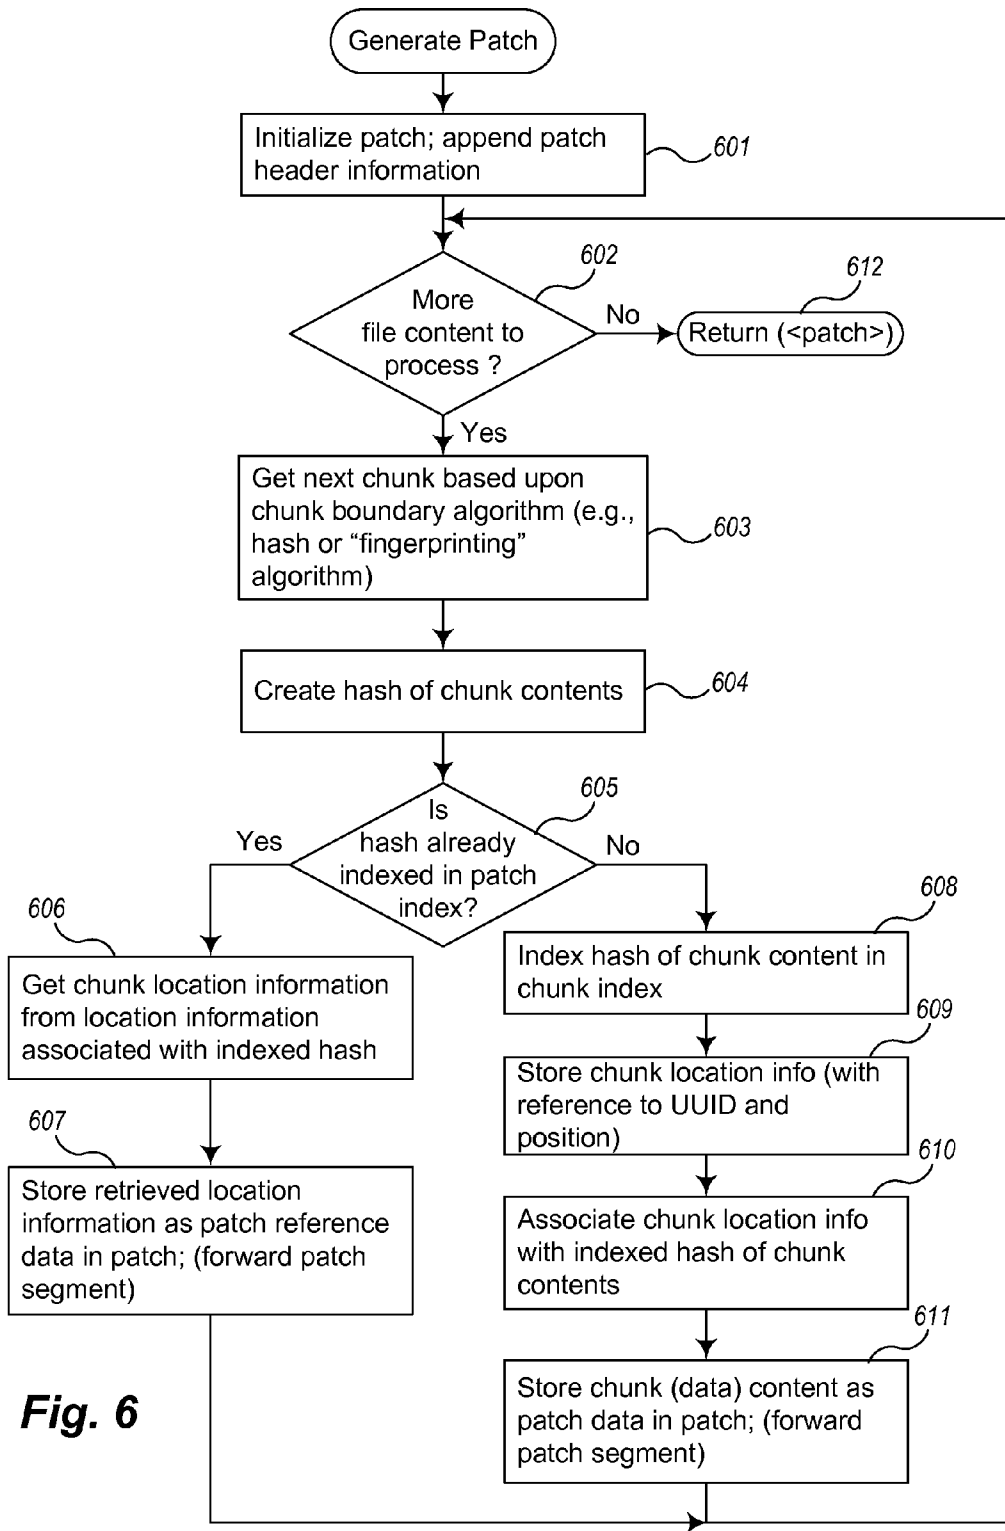 Generate Patch
Initialize patch; append patch
header information
601
602
More
file content to
process ?
No
612
Return (<patch>)
Yes
Get next chunk based upon
chunk boundary algorithm (e.g.,
hash or “fingerprinting”
algorithm)
603
Create hash of chunk contents
604
605
Is
hash already
indexed in patch
index?
Yes
No
606
Get chunk location information
from location information
associated with indexed hash
607
Store retrieved location
information as patch reference
data in patch; (forward patch
segment)
608
Index hash of chunk content in
chunk index
609
Store chunk location info (with
reference to UUID and
position)
610
Associate chunk location info
with indexed hash of chunk
contents
611
Store chunk (data) content as
patch data in patch; (forward
patch segment)
Fig. 6